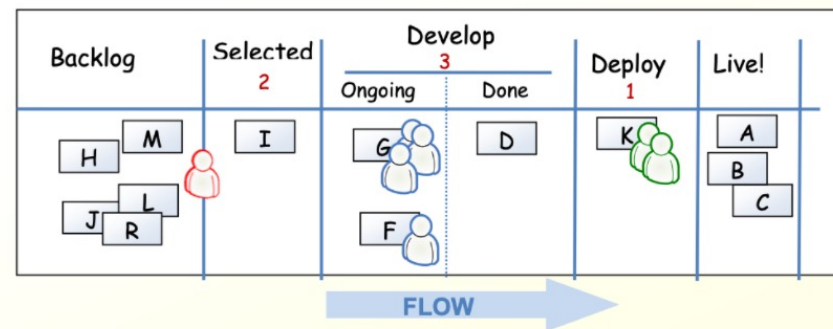 Backlog
Selected
2
Develop
3
Ongoing
Done
Deploy
1
Live!
H
M
J
L
R
I
G
F
D
K
A
B
C
FLOW